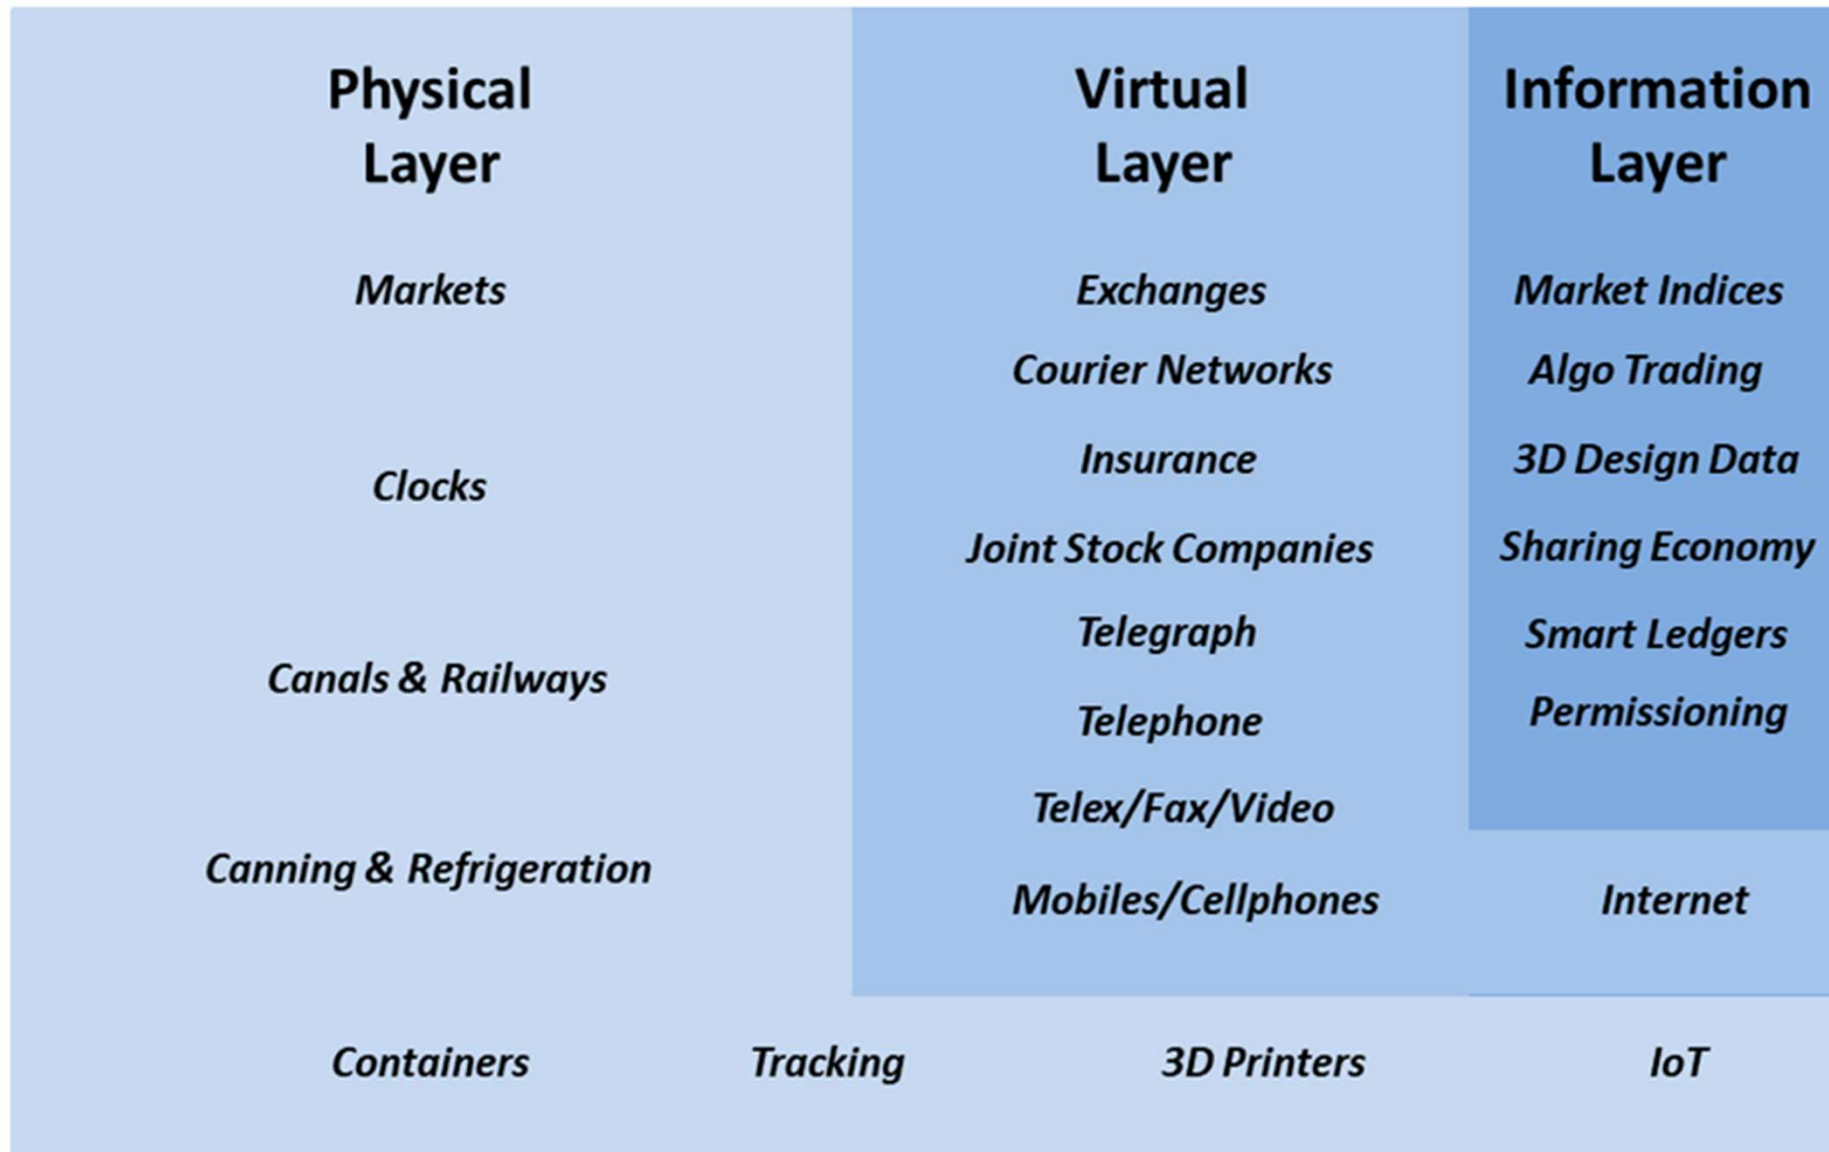 Physical
Layer
Markets
Clocks
Canals & Railways
Canning & Refrigeration
Virtual
Layer
Exchanges
Courier Networks
Insurance
Joint Stock Companies
Telegraph
Telephone
Telex/Fax/Video
Mobiles/Cellphones
Information
Layer
Market Indices
Algo Trading
3D Design Data
Sharing Economy
Smart Ledgers
Permissioning
Internet
Containers
Tracking
3D Printers
IoT